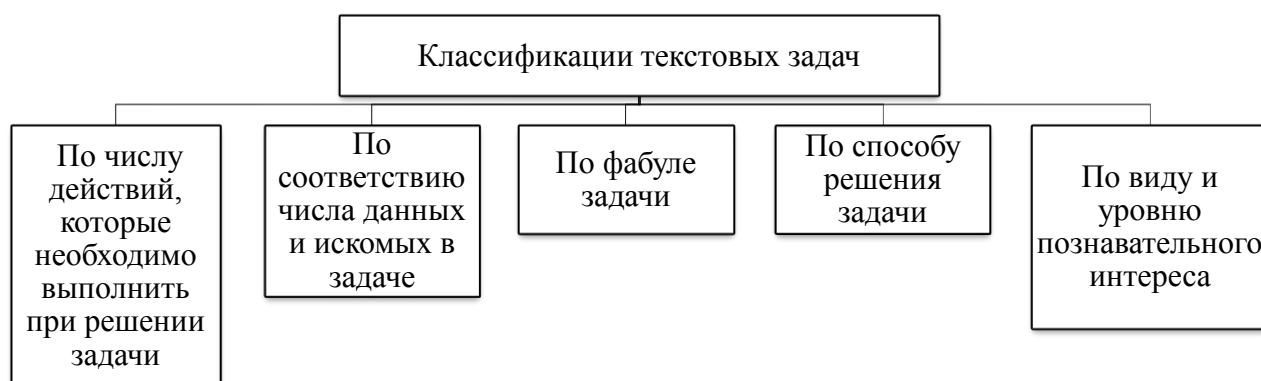 Классификации текстовых задач
По числу
действий,
которые
необходимо
выполнить
при решении
задачи
По
соответствию
числа данных
и искомых в
задаче
По фабуле
задачи
По способу
решения
задачи
По виду и
уровню
познавательного
интереса